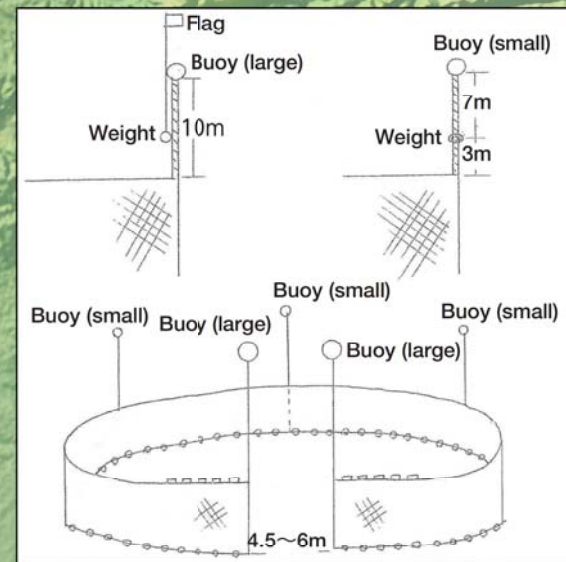 Flag
Buoy (large)
10m
Weight
Buoy (small)
7m
Weight
3m
Buoy (small)
Buoy (small)
Buoy (small)
Buoy (large)
Buoy (large)
4.5~6m